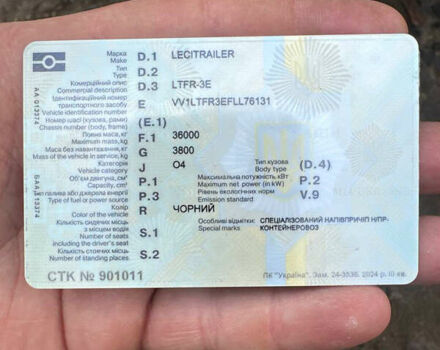 Марка D.1 LECITRAILER
Make
Тип D.2
Type
Комерційний опис D.3 LTFR-3E
Commercial description
Ідентифікаційний номер
транспортного засобу E VV1LTFR3EFLL76131
Vehicle identification number
Номер шасі (кузова, рами) (E.1)
Chassis number (body, frame)
Повна маса, кг F.1 36000
Maximum mass, kg
Маса без навантаження, кг G 3800
Mass of the vehicle in service, kg
Категорія J O4 Тип кузова (D.4)
Vehicle category Body type
Об'єм двигуна, см³ P.1 Максимальна потужність кВт P.2
Capacity, cm³ Maximum net power (in kW)
Тип палива або джерела енергії P.3 Рівень екологічних норм V.9
Type of fuel or power source Emission standard
Колір R ЧОРНИЙ
Color of the vehicle
Кількість сидячих місць Особливі відмітки: СПЕЦІАЛІЗОВАНИЙ НАПІВПРИЧІП Н/ПР-
з місцем водія S.1 Special marks КОНТЕЙНЕРОВОЗ
Number of seats
including the driver's seat
Кількість стоячих місць S.2
Number of standing places
СТК № 901011
ПК "Україна". Зам. 24-3536. 2024 р. III кв.